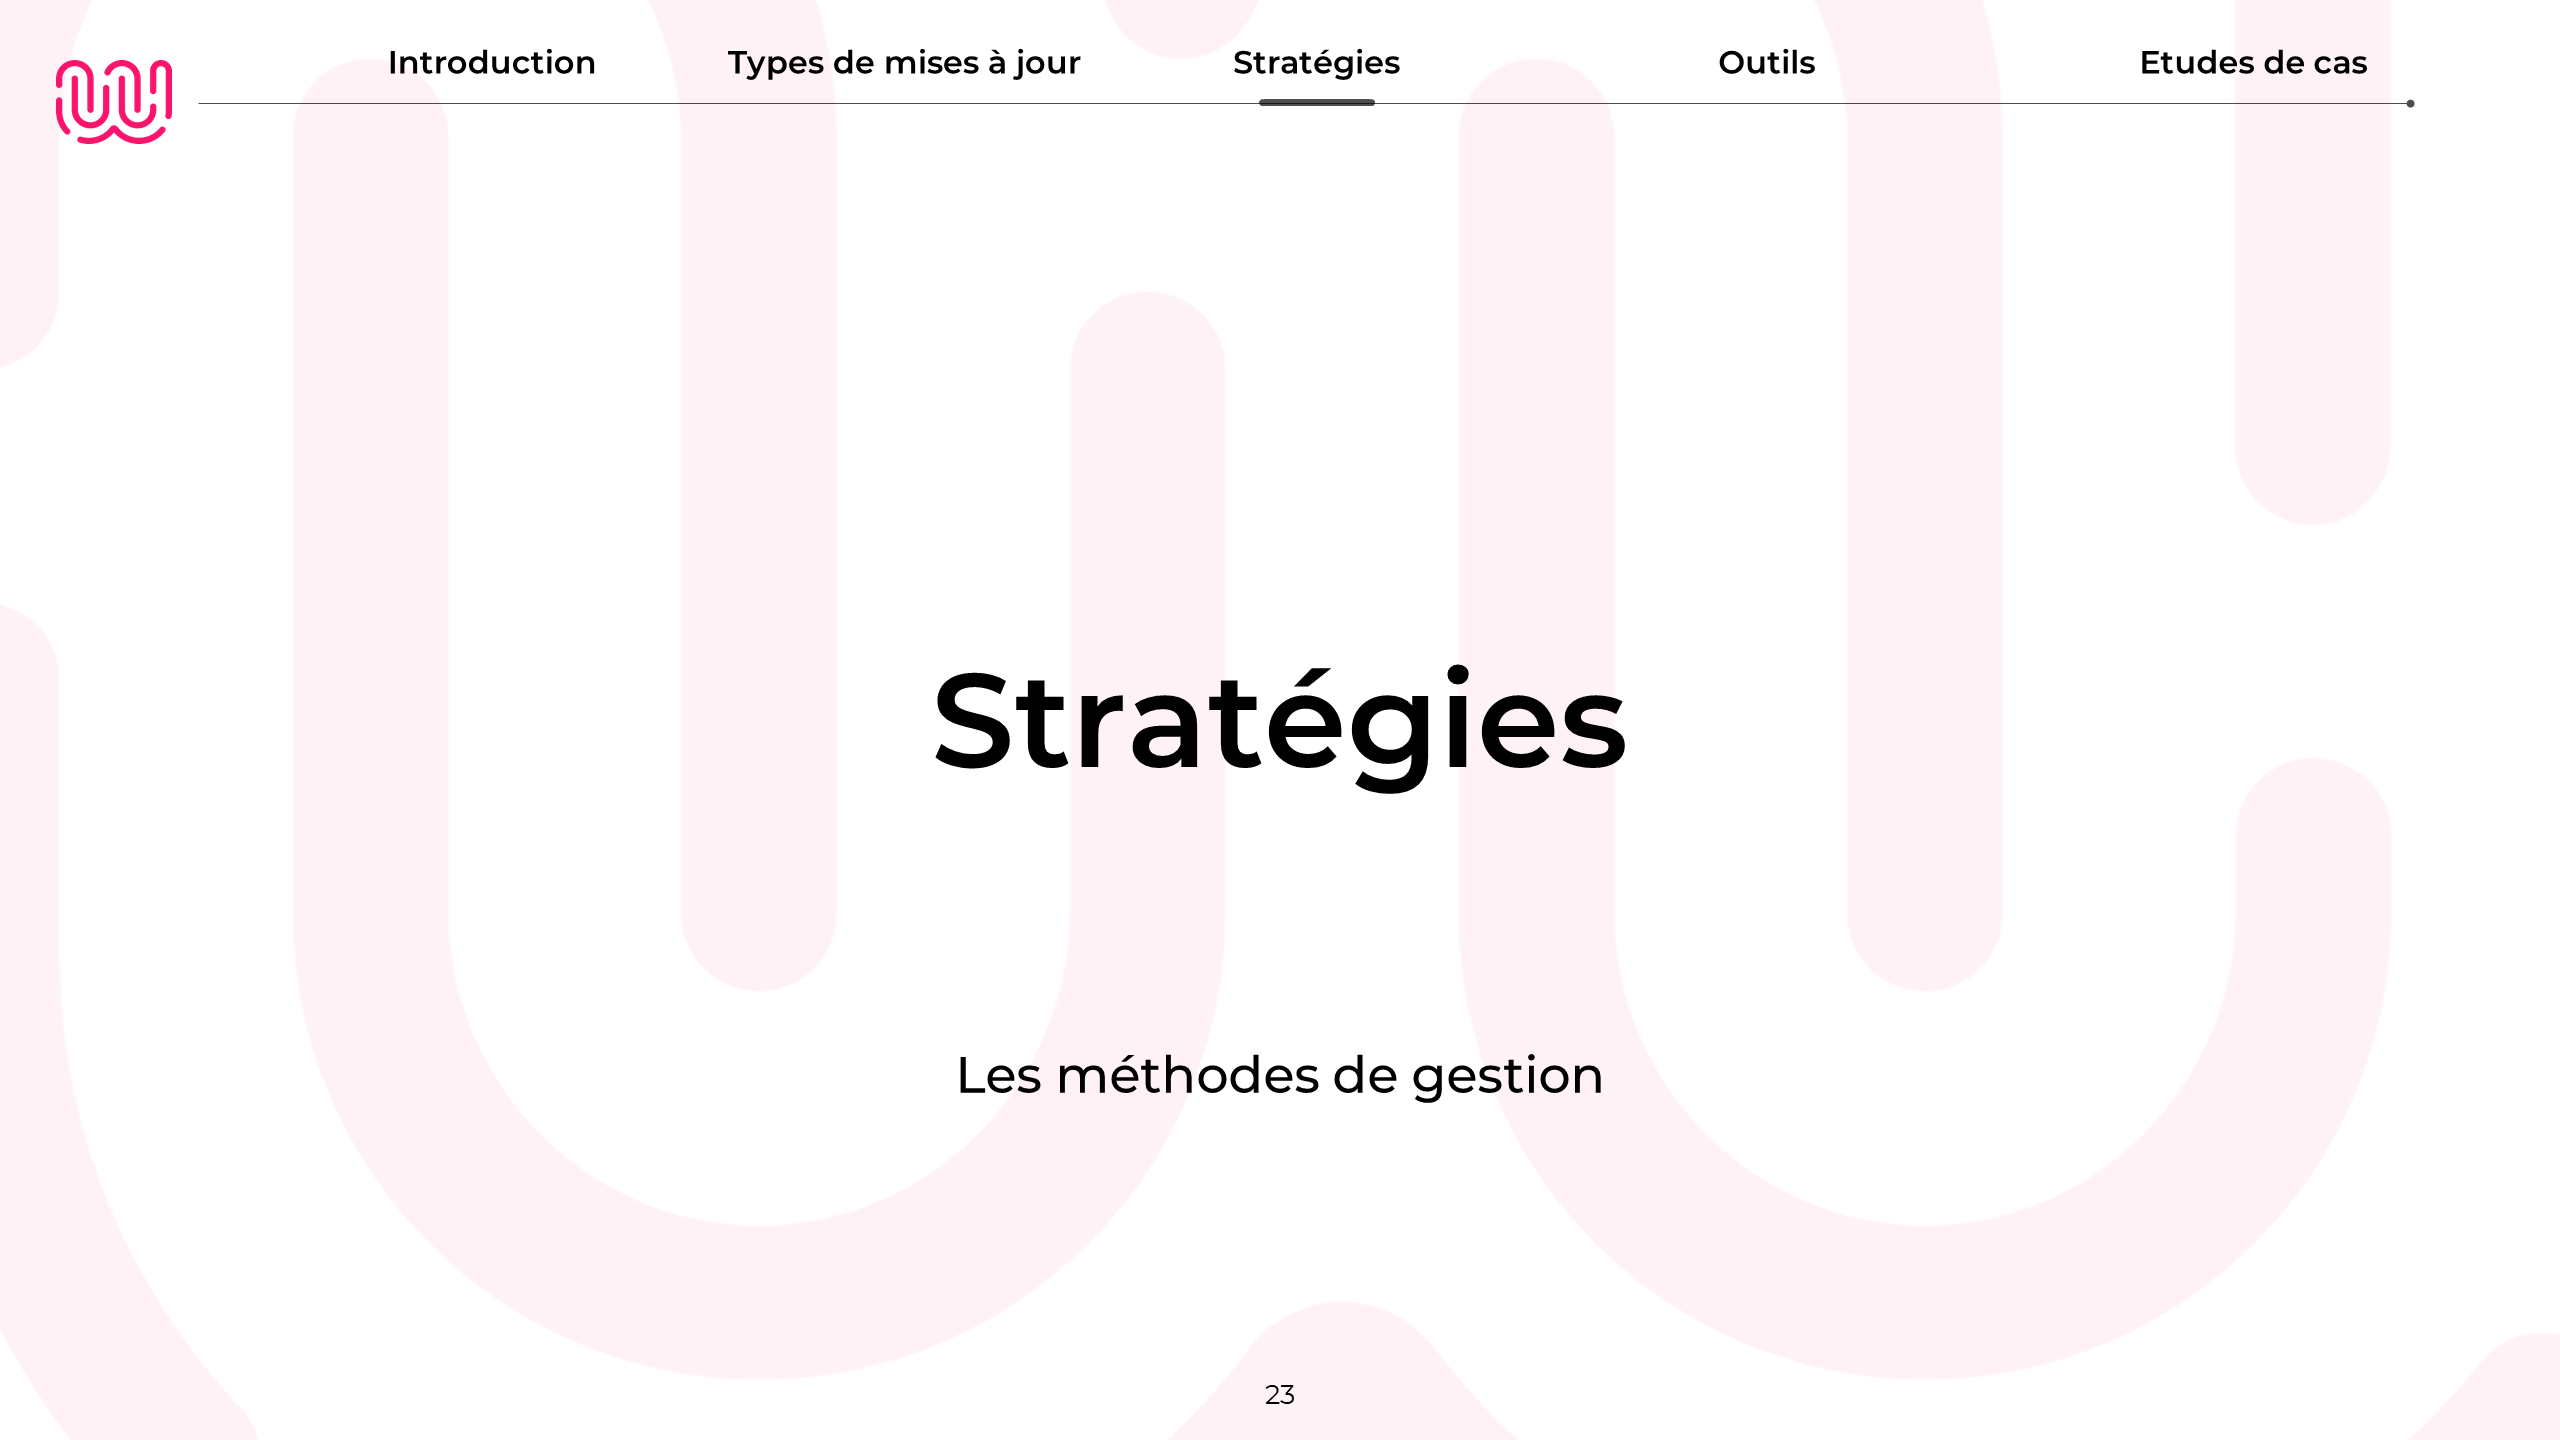 Introduction
Types de mises à jour
Stratégies
Outils
Etudes de cas
Stratégies
Les méthodes de gestion
23